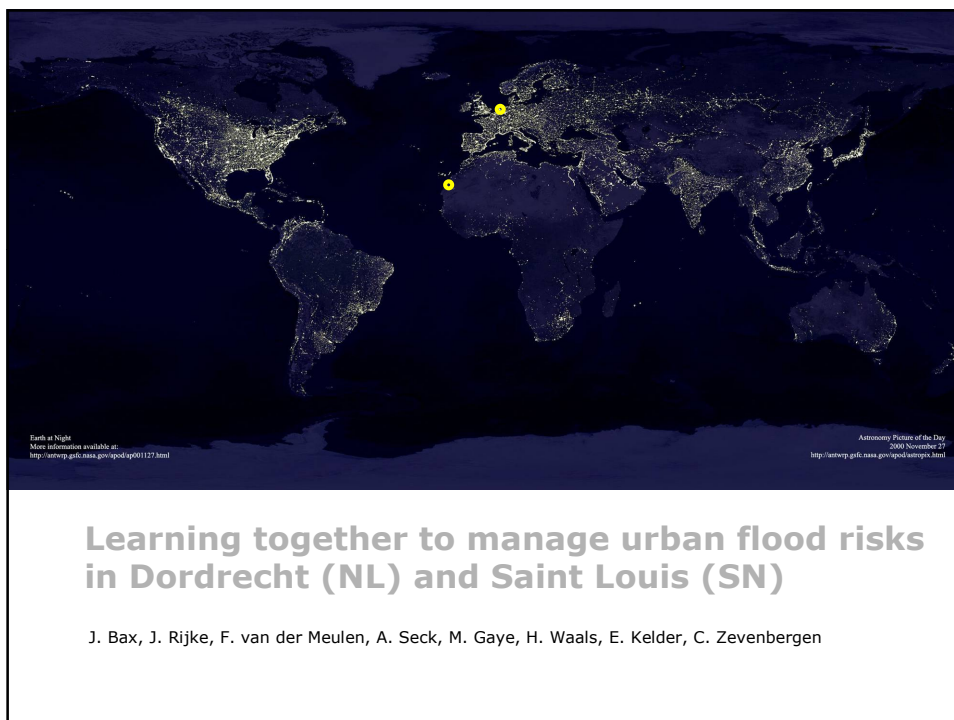 Earth at Night
More information available at:
http://antwrp.gsfc.nasa.gov/apod/ap001127.html
Astronomy Picture of the Day
2000 November 27
http://antwrp.gsfc.nasa.gov/apod/astropix.html
Learning together to manage urban flood risks
in Dordrecht (NL) and Saint Louis (SN)
J. Bax, J. Rijke, F. van der Meulen, A. Seck, M. Gaye, H. Waals, E. Kelder, C. Zevenbergen